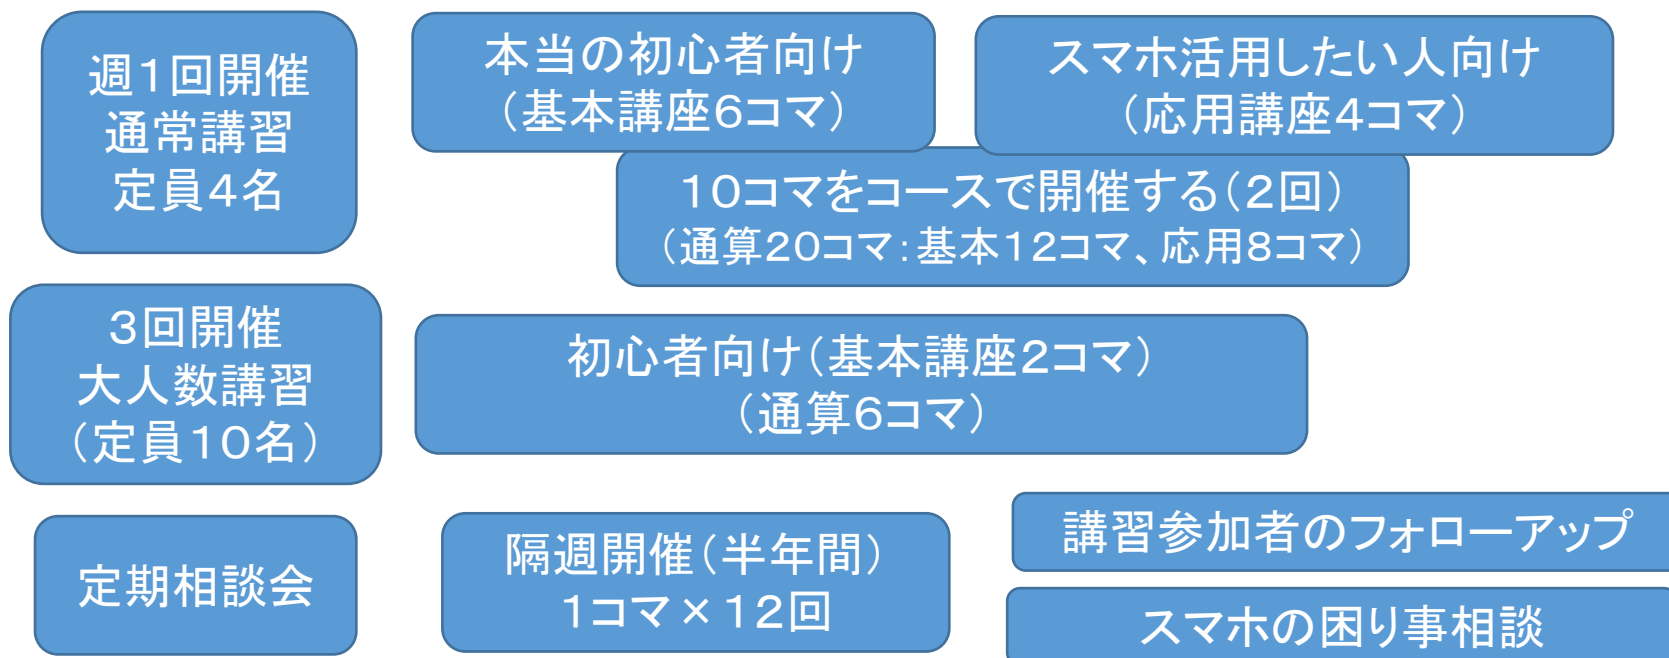 週1回開催
通常講習
定員4名
本当の初心者向け
（基本講座6コマ）
スマホ活用したい人向け
（応用講座4コマ）
10コマをコースで開催する（2回）
（通算20コマ：基本12コマ、応用8コマ）
3回開催
大人数講習
（定員10名）
初心者向け（基本講座2コマ）
（通算6コマ）
定期相談会
隔週開催（半年間）
1コマ×12回
講習参加者のフォローアップ
スマホの困り事相談